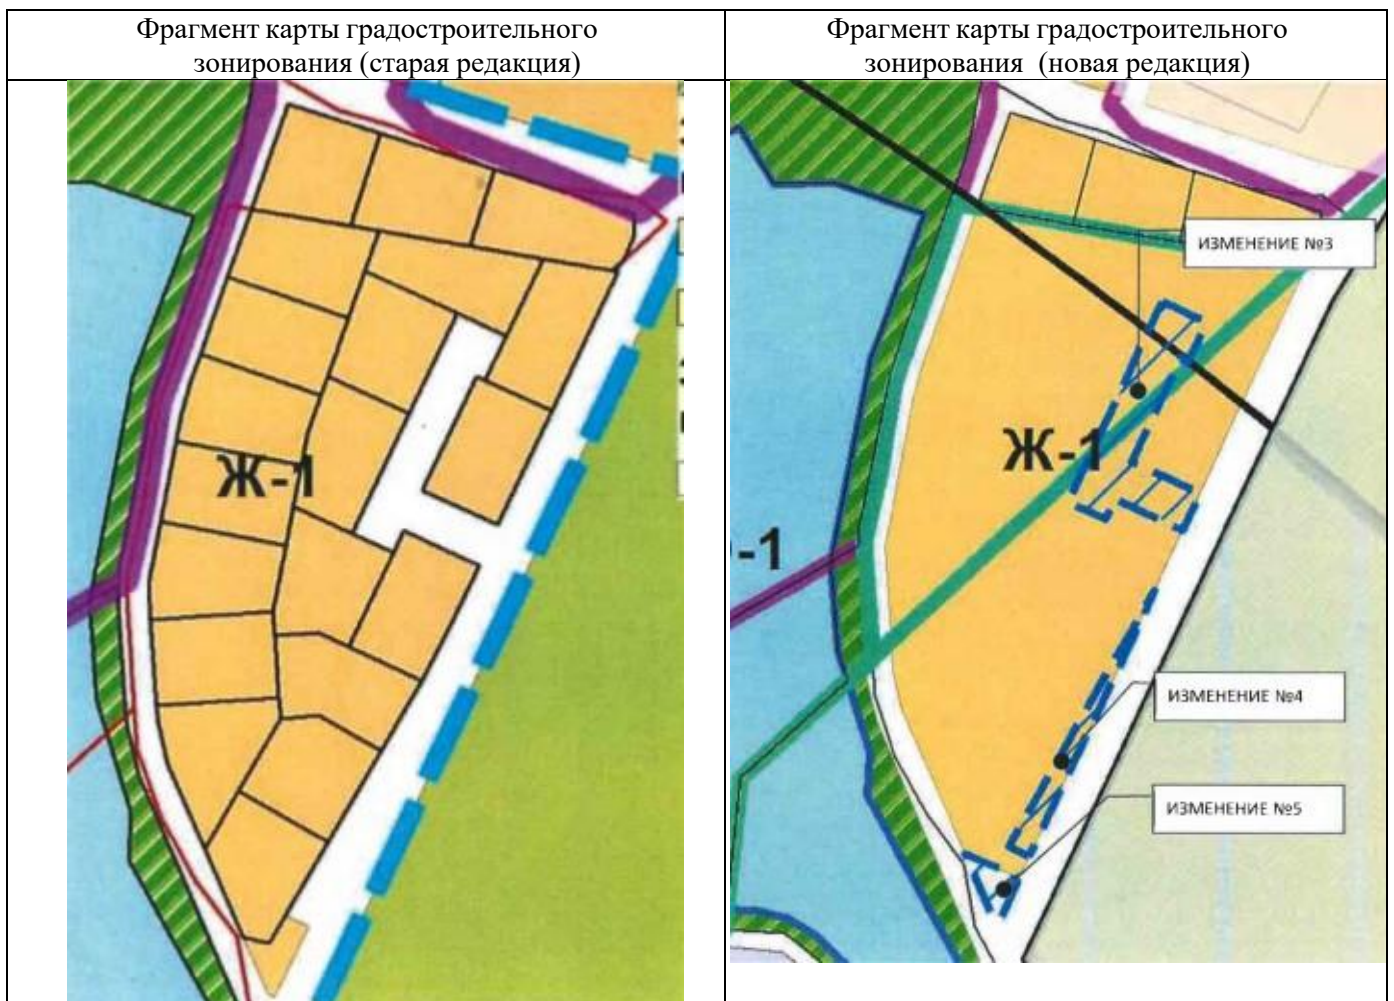 Фрагмент карты градостроительного
зонирования (старая редакция)
Фрагмент карты градостроительного
зонирования (новая редакция)
Ж-1
ИЗМЕНЕНИЕ №3
Ж-1
-1
ИЗМЕНЕНИЕ №4
ИЗМЕНЕНИЕ №5